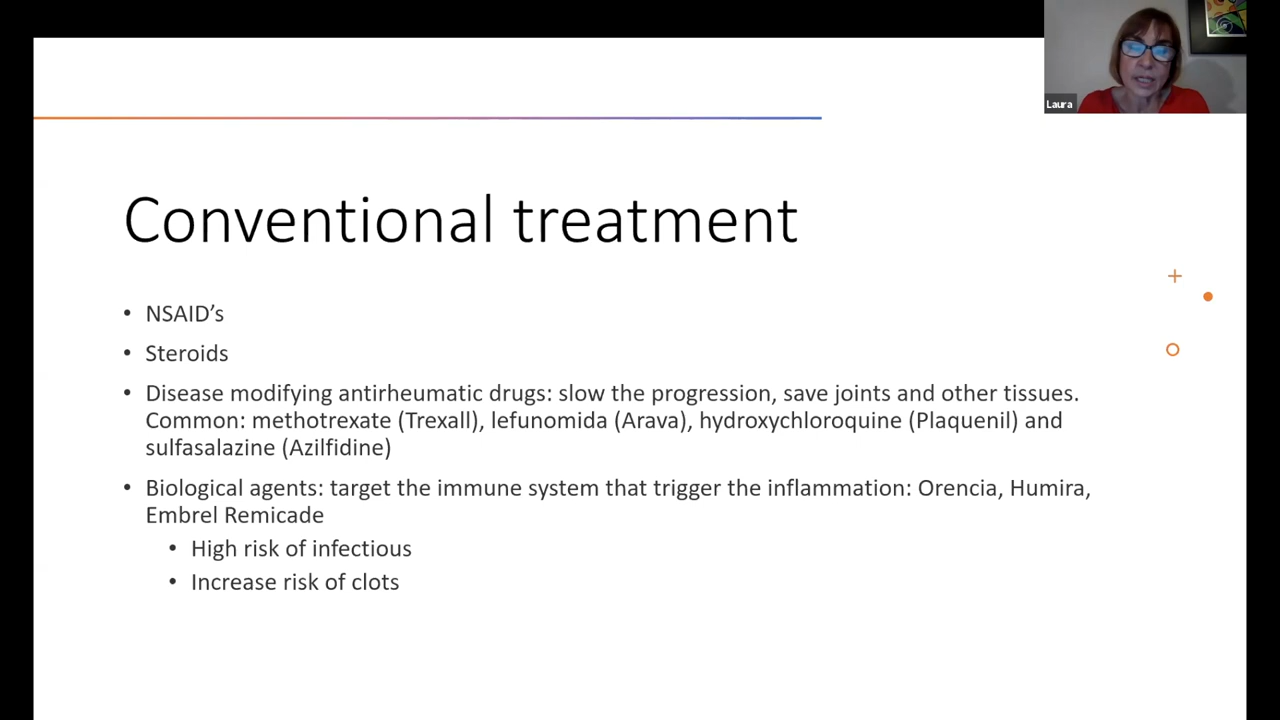 Laura
Conventional treatment
• NSAID’s
• Steroids
• Disease modifying antirheumatic drugs: slow the progression, save joints and other tissues.
Common: methotrexate (Trexall), lefunomida (Arava), hydroxychloroquine (Plaquenil) and
sulfasalazine (Azilfidine)
• Biological agents: target the immune system that trigger the inflammation: Orencia, Humira,
Embrel Remicade
• High risk of infectious
• Increase risk of clots